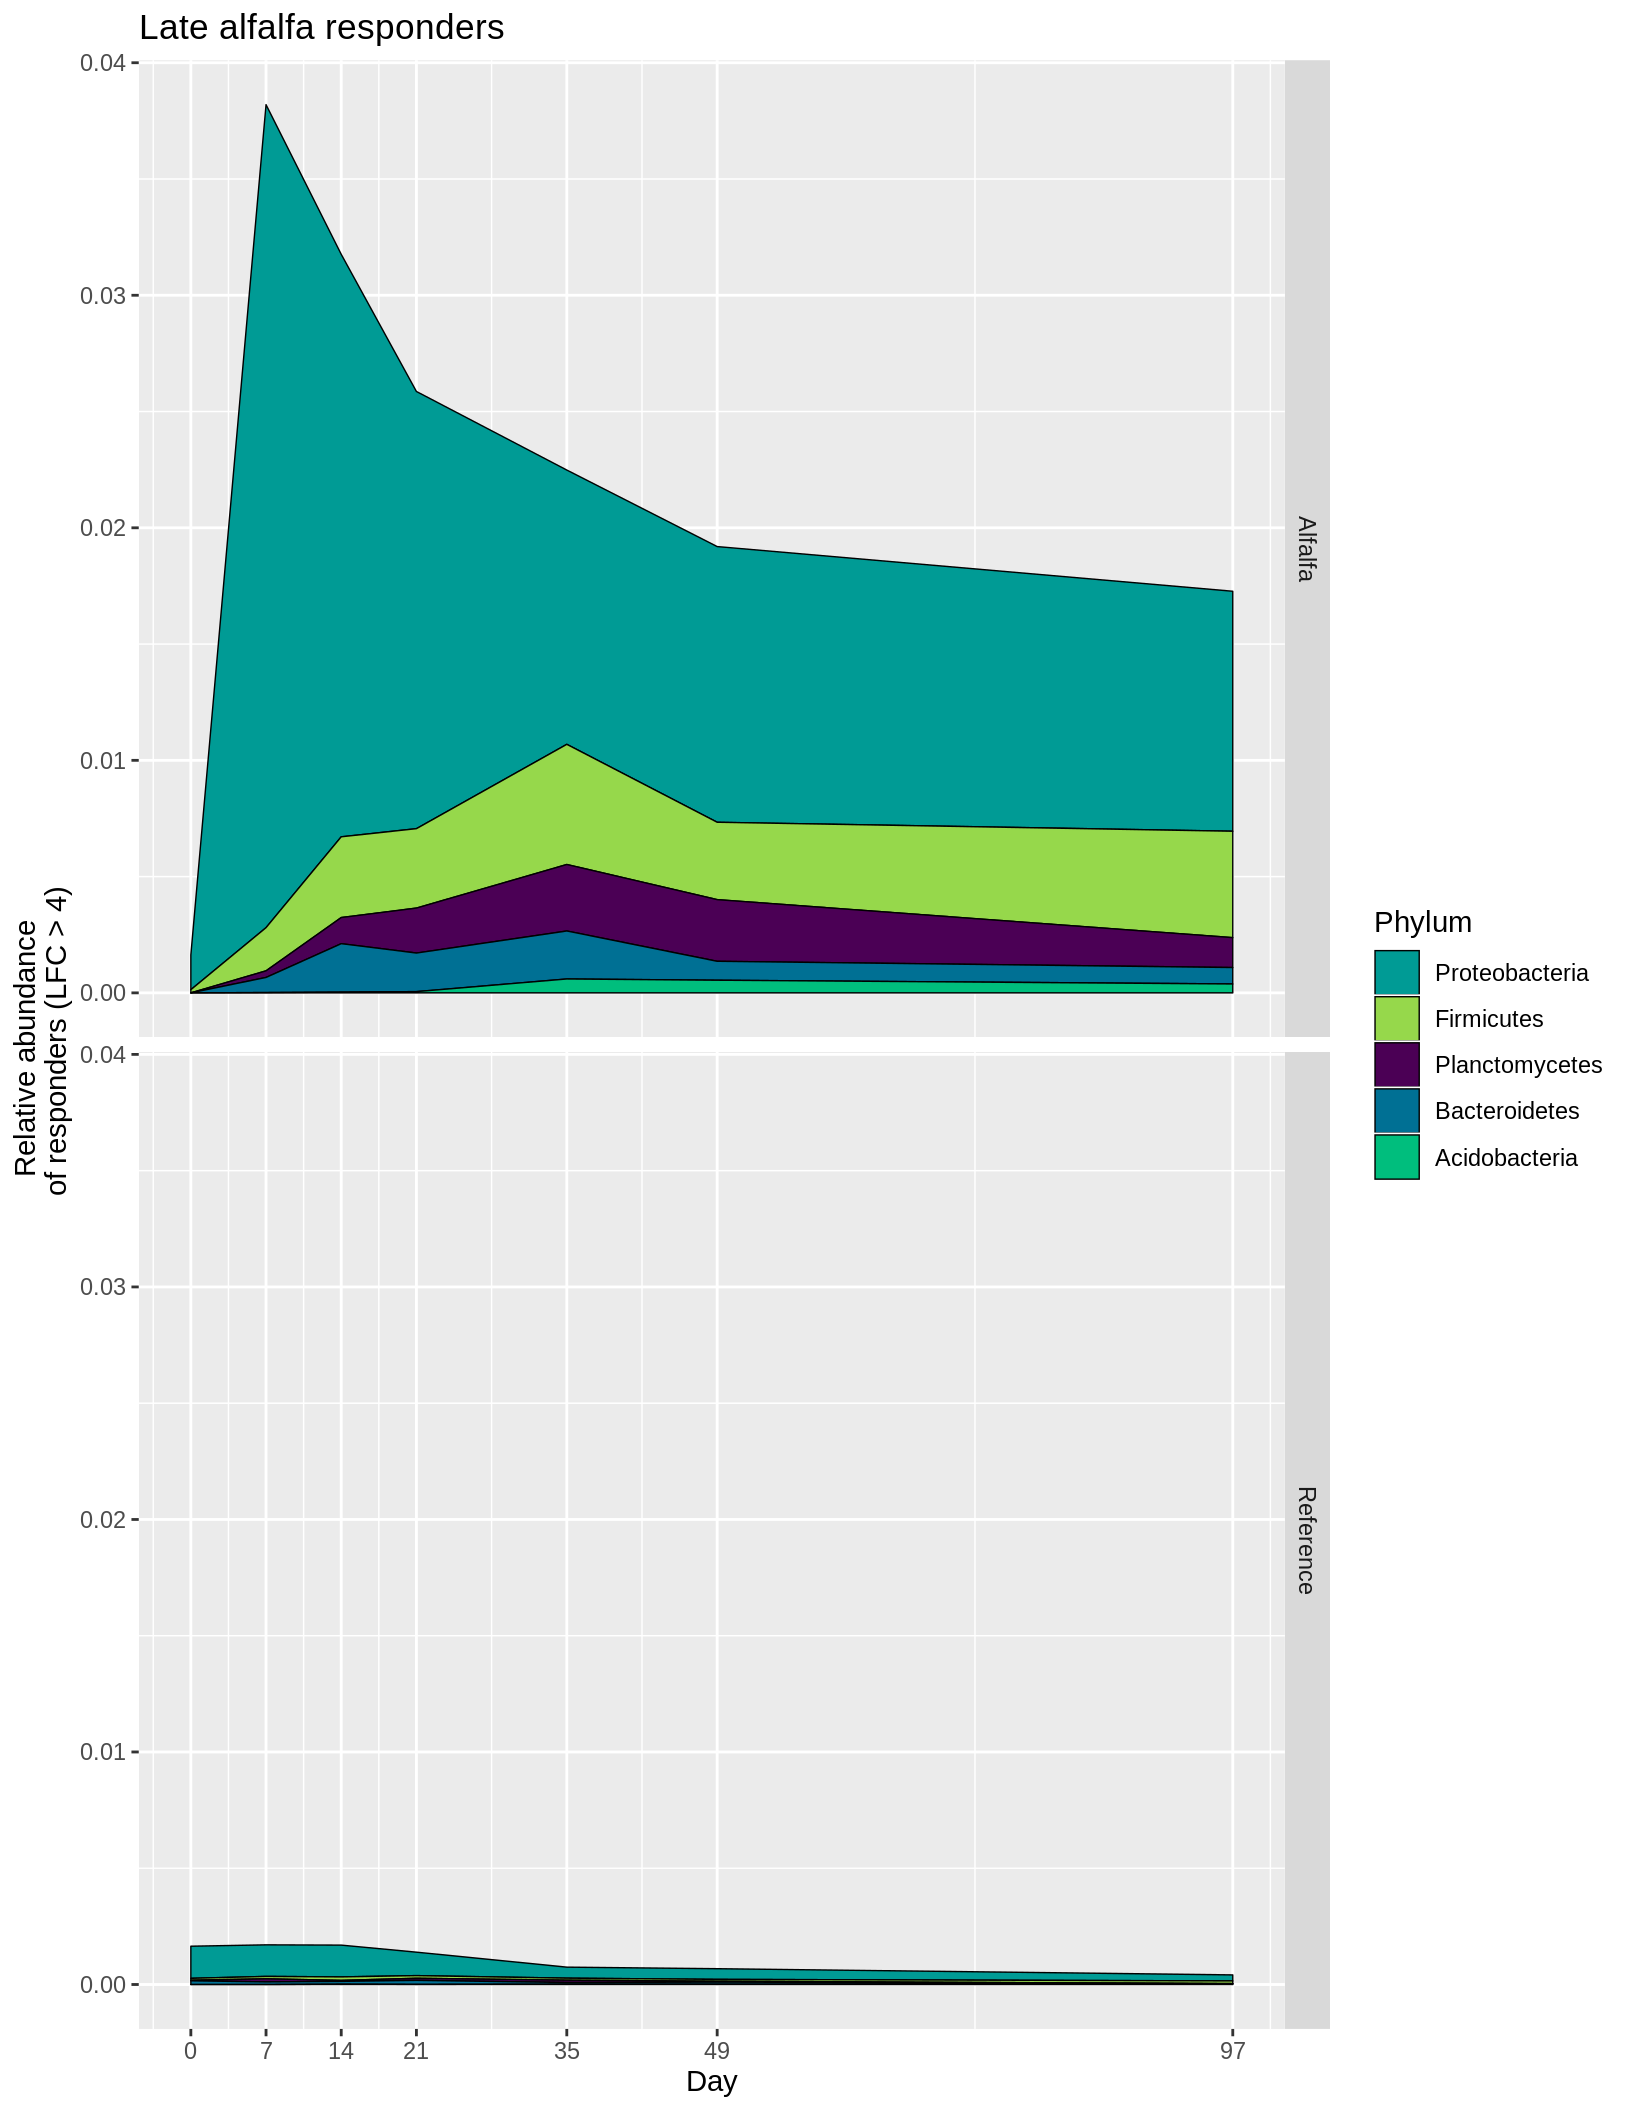 Late alfalfa responders
0.04
0.03
0.02
0.01
0.00
Alfalfa
0.04
0.03
0.02
0.01
0.00
Reference
Relative abundance
of responders (LFC > 4)
0 7 14 21 35 49 97
Day
Phylum
Proteobacteria
Firmicutes
Planctomycetes
Bacteroidetes
Acidobacteria